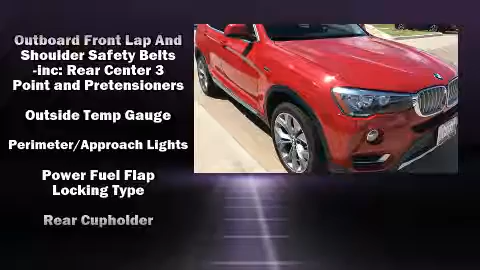 Outboard Front Lap And
Shoulder Safety Belts
-inc: Rear Center 3
Point and Pretensioners
Outside Temp Gauge
Perimeter/Approach Lights
Power Fuel Flap
Locking Type
Rear Cupholder